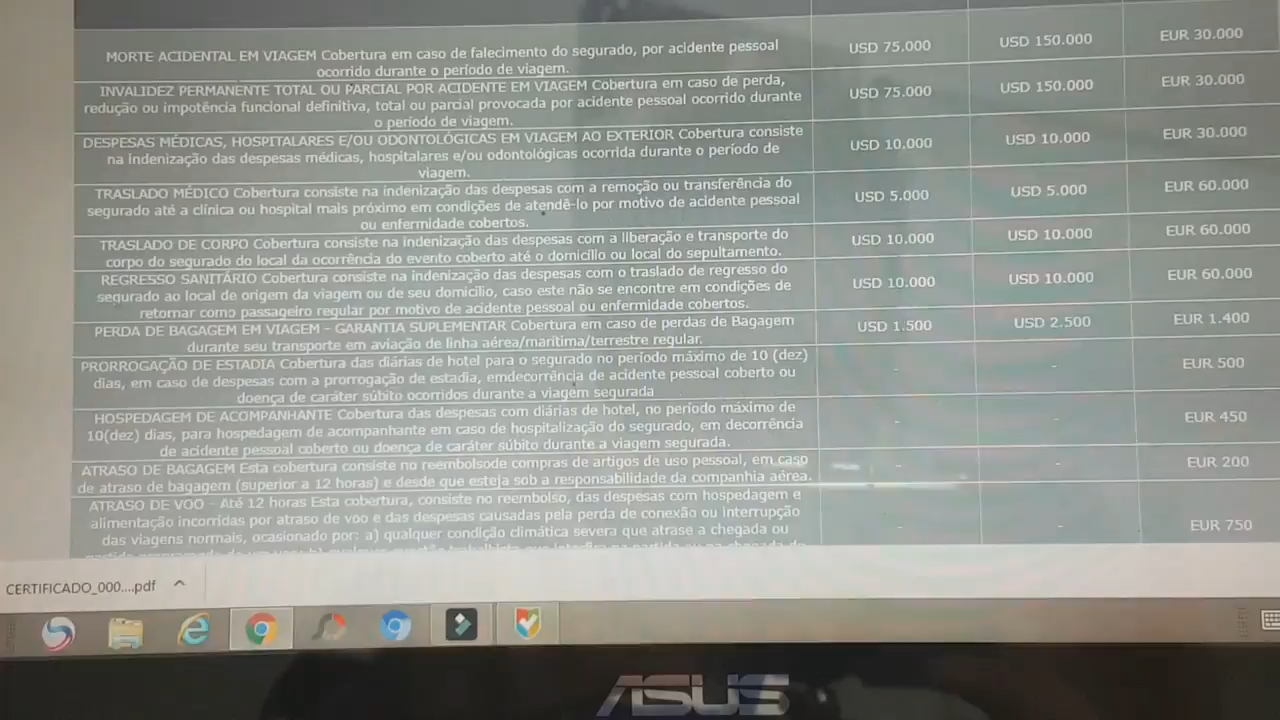 MORTE ACIDENTAL EM VIAGEM Cobertura em caso de falecimento do segurado, por acidente pessoal
ocorrido durante o período de viagem.
USD 75.000
USD 150.000
EUR 30.000
INVALIDEZ PERMANENTE TOTAL OU PARCIAL POR ACIDENTE EM VIAGEM Cobertura em caso de perda,
redução ou impotência funcional definitiva, total ou parcial provocada por acidente pessoal ocorrido durante
o período de viagem.
USD 75.000
USD 150.000
EUR 30.000
DESPESAS MÉDICAS, HOSPITALARES E/OU ODONTOLÓGICAS EM VIAGEM AO EXTERIOR Cobertura consiste
na indenização das despesas médicas, hospitalares e/ou odontológicas ocorrida durante o período de
viagem.
USD 10.000
USD 10.000
EUR 30.000
TRASLADO MÉDICO Cobertura consiste na indenização das despesas com a remoção ou transferência do
segurado até a clínica ou hospital mais próximo em condições de atendê-lo por motivo de acidente pessoal
ou enfermidade cobertos.
USD 5.000
USD 5.000
EUR 60.000
TRASLADO DE CORPO Cobertura consiste na indenização das despesas com a liberação e transporte do
corpo do segurado do local da ocorrência do evento coberto até o domicílio ou local do sepultamento.
USD 10.000
USD 10.000
EUR 60.000
REGRESSO SANITÁRIO Cobertura consiste na indenização das despesas com o traslado de regresso do
segurado ao local de origem da viagem ou de seu domicílio, caso este não se encontre em condições de
retornar como passageiro regular por motivo de acidente pessoal ou enfermidade cobertos.
USD 10.000
USD 10.000
EUR 60.000
PERDA DE BAGAGEM EM VIAGEM - GARANTIA SUPLEMENTAR Cobertura em caso de perdas de Bagagem
durante seu transporte em aviação de linha aérea/marítima/terrestre regular.
USD 1.500
USD 2.500
EUR 1.400
PRORROGAÇÃO DE ESTADIA Cobertura das diárias de hotel para o segurado no período máximo de 10 (dez)
dias, em caso de despesas com a prorrogação de estadia, emdecorrência de acidente pessoal coberto ou
doença de caráter súbito ocorridos durante a viagem segurada
-
-
EUR 500
HOSPEDAGEM DE ACOMPANHANTE Cobertura das despesas com diárias de hotel, no período máximo de
10(dez) dias, para hospedagem de acompanhante em caso de hospitalização do segurado, em decorrência
de acidente pessoal coberto ou doença de caráter súbito durante a viagem segurada.
-
-
EUR 450
ATRASO DE BAGAGEM Esta cobertura consiste no reembolsode compras de artigos de uso pessoal, em caso
de atraso de bagagem (superior a 12 horas) e desde que esteja sob a responsabilidade da companhia aérea.
-
-
EUR 200
ATRASO DE VOO - Até 12 horas Esta cobertura, consiste no reembolso, das despesas com hospedagem e
alimentação incorridas por atraso de voo e das despesas causadas pela perda de conexão ou interrupção
das viagens normais, ocasionado por: a) qualquer condição climática severa que atrase a chegada ou
-
-
EUR 750
CERTIFICADO_000....pdf
ASUS